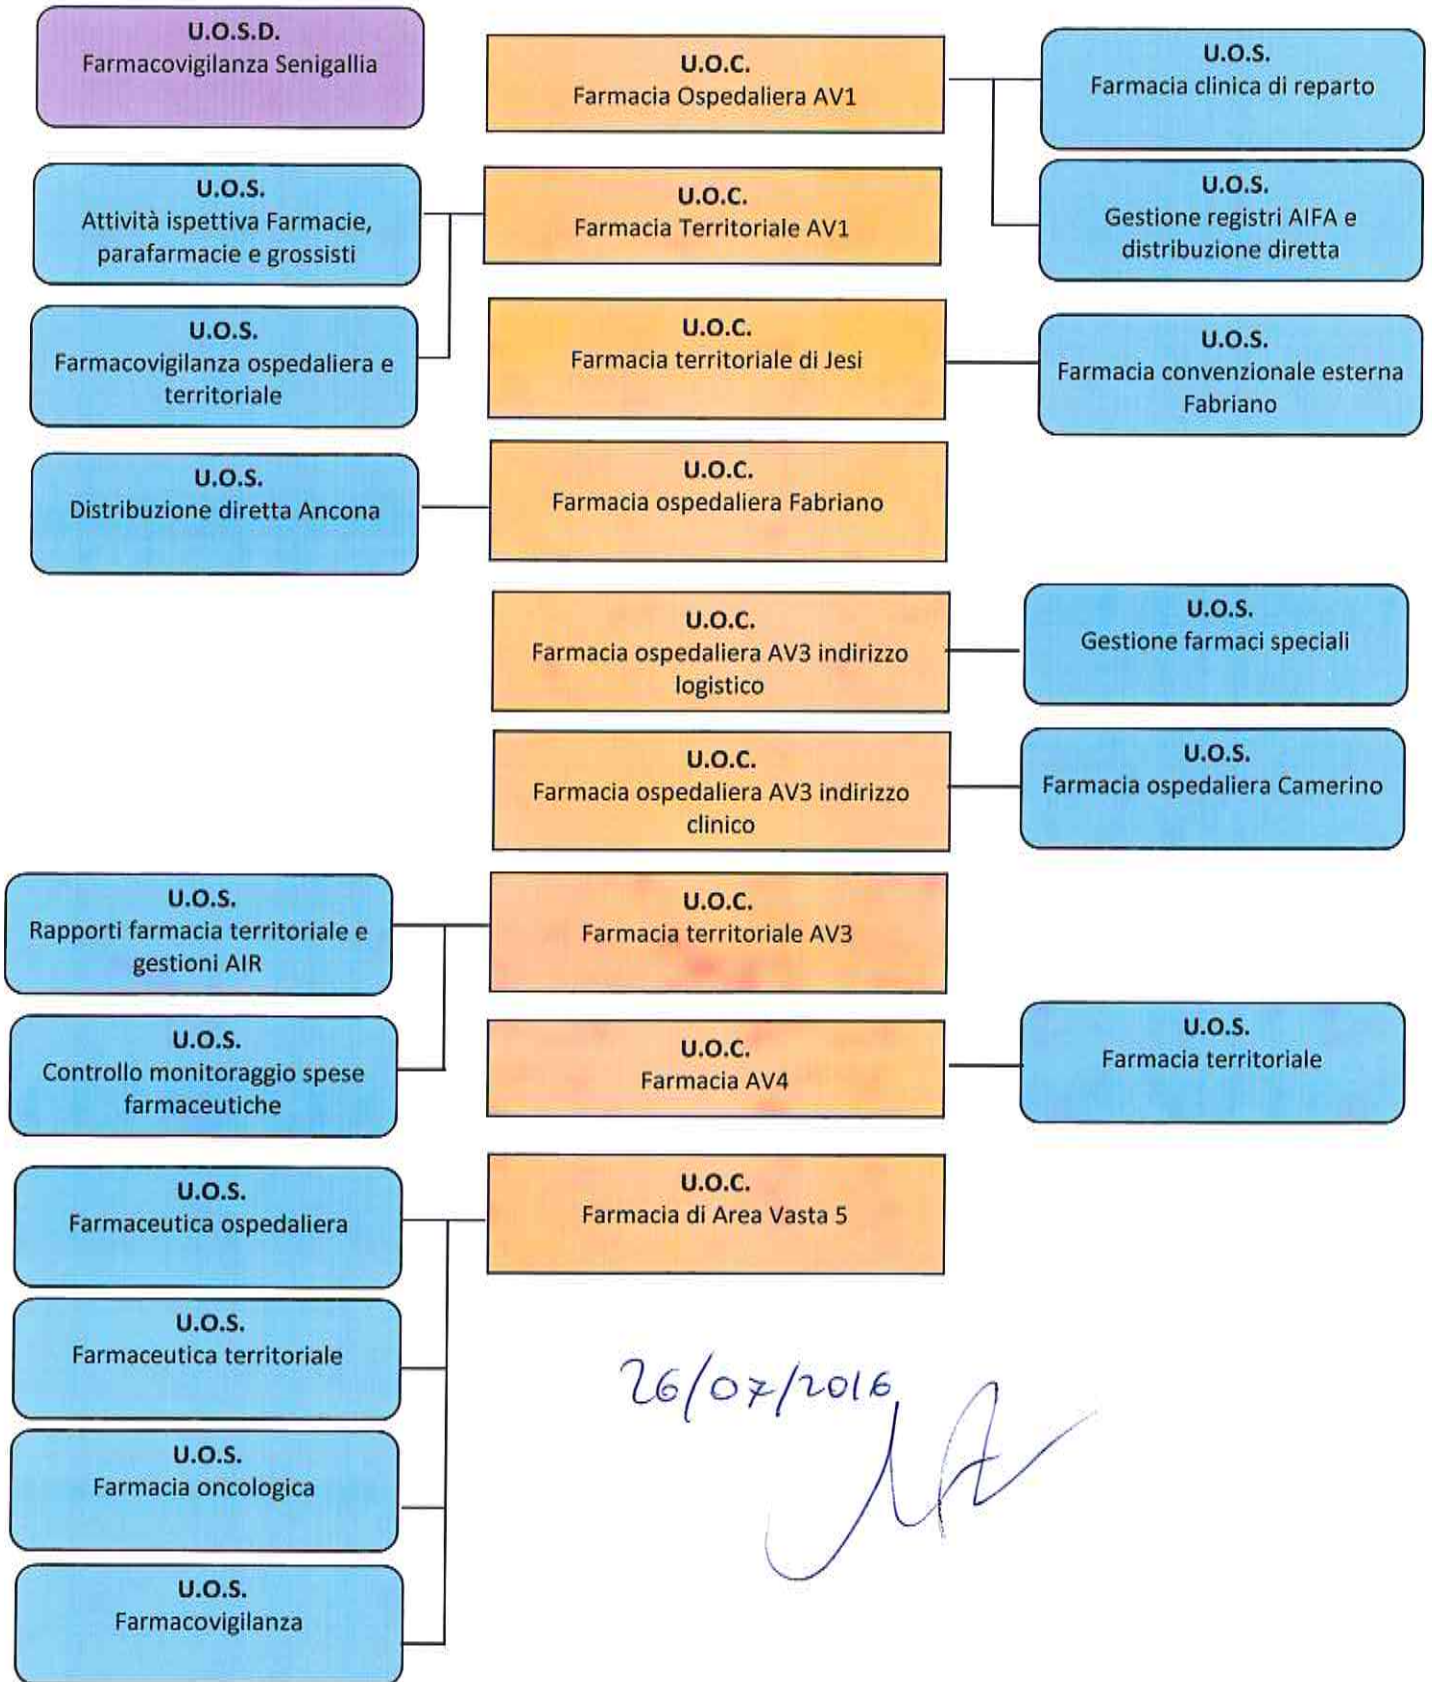 U.O.S.D.
Farmacovigilanza Senigallia
U.O.C.
Farmacia Ospedaliera AV1
U.O.S.
Farmacia clinica di reparto
U.O.S.
Gestione registri AIFA e
distribuzione diretta
U.O.S.
Attività ispettiva Farmacie,
parafarmacie e grossisti
U.O.C.
Farmacia Territoriale AV1
U.O.S.
Farmacovigilanza ospedaliera e
territoriale
U.O.C.
Farmacia territoriale di Jesi
U.O.S.
Farmacia convenzionale esterna
Fabriano
U.O.S.
Distribuzione diretta Ancona
U.O.C.
Farmacia ospedaliera Fabriano
U.O.C.
Farmacia ospedaliera AV3 indirizzo
logistico
U.O.S.
Gestione farmaci speciali
U.O.C.
Farmacia ospedaliera AV3 indirizzo
clinico
U.O.S.
Farmacia ospedaliera Camerino
U.O.S.
Rapporti farmacia territoriale e
gestioni AIR
U.O.C.
Farmacia territoriale AV3
U.O.S.
Controllo monitoraggio spese
farmaceutiche
U.O.C.
Farmacia AV4
U.O.S.
Farmacia territoriale
U.O.S.
Farmaceutica ospedaliera
U.O.C.
Farmacia di Area Vasta 5
U.O.S.
Farmaceutica territoriale
U.O.S.
Farmacia oncologica
U.O.S.
Farmacovigilanza
26/07/2016